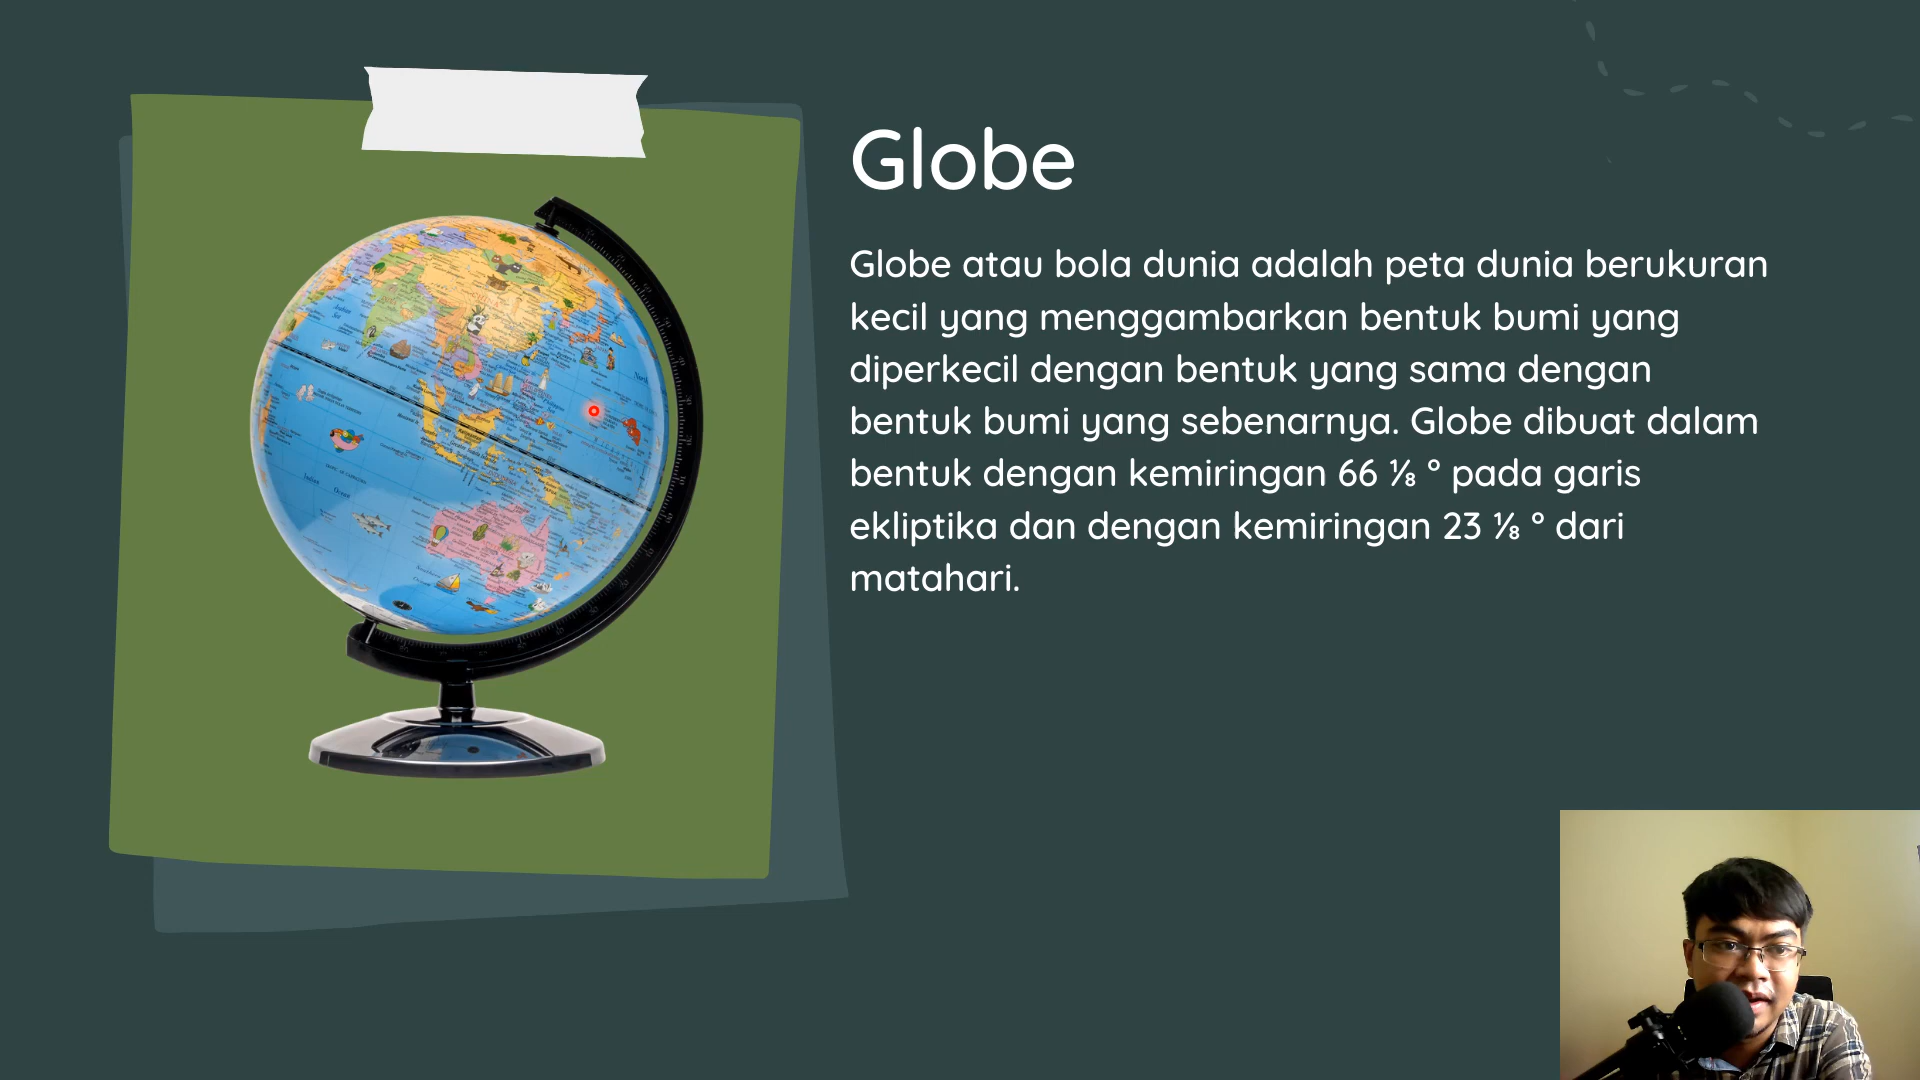 Globe
Globe atau bola dunia adalah peta dunia berukuran
kecil yang menggambarkan bentuk bumi yang
diperkecil dengan bentuk yang sama dengan
bentuk bumi yang sebenarnya. Globe dibuat dalam
bentuk dengan kemiringan 66 ⅛ ° pada garis
ekliptika dan dengan kemiringan 23 ⅛ ° dari
matahari.